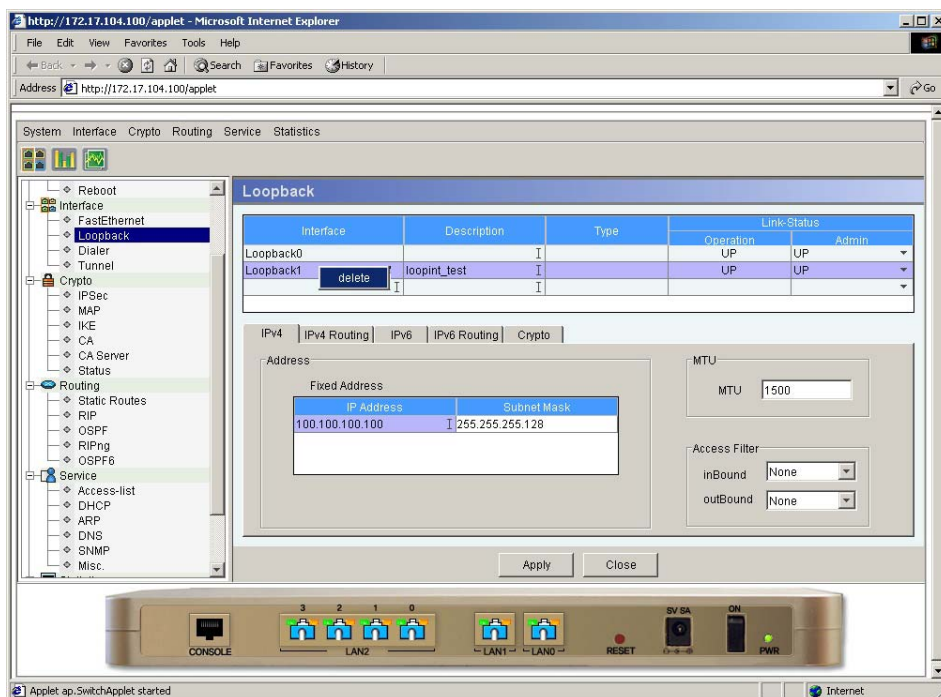 http://172.17.104.100/applet - Microsoft Internet Explorer
File Edit View Favorites Tools Help
Back Search Favorites History
Address http://172.17.104.100/applet Go
System Interface Crypto Routing Service Statistics
Reboot
Interface
FastEthernet
Loopback
Dialer
Tunnel
Crypto
IPSec
MAP
IKE
CA
CA Server
Status
Routing
Static Routes
RIP
OSPF
RIPng
OSPF6
Service
Access-list
DHCP
ARP
DNS
SNMP
Misc.
Loopback
Interface Description Type Link-Status
Operation Admin
Loopback0 UP UP
Loopback1 loopint_test UP UP
delete
IPv4 IPv4 Routing IPv6 IPv6 Routing Crypto
Address
Fixed Address
IP Address Subnet Mask
100.100.100.100 255.255.255.128
MTU
MTU 1500
Access Filter
inBound None
outBound None
Apply Close
CONSOLE
3 2 1 0
LAN2
LAN1 LAN0
RESET
5V 5A
ON
PWR
Applet ap.SwitchApplet started Internet